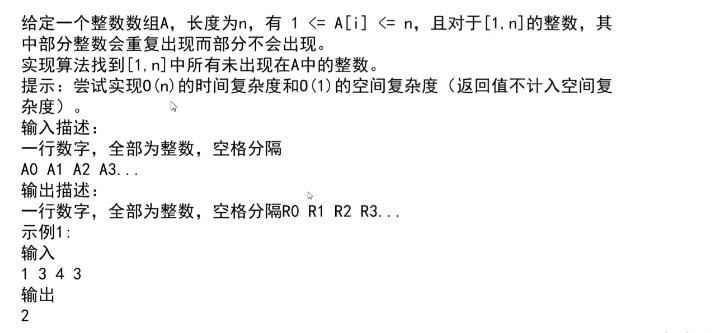 给定一个整数数组A，长度为n，有 1 <= A[i] <= n，且对于[1,n]的整数，其
中部分整数会重复出现而部分不会出现。
实现算法找到[1,n]中所有未出现在A中的整数。
提示：尝试实现O(n)的时间复杂度和O(1)的空间复杂度（返回值不计入空间复
杂度）。
输入描述：
一行数字，全部为整数，空格分隔
A0 A1 A2 A3...
输出描述：
一行数字，全部为整数，空格分隔R0 R1 R2 R3...
示例1:
输入
1 3 4 3
输出
2